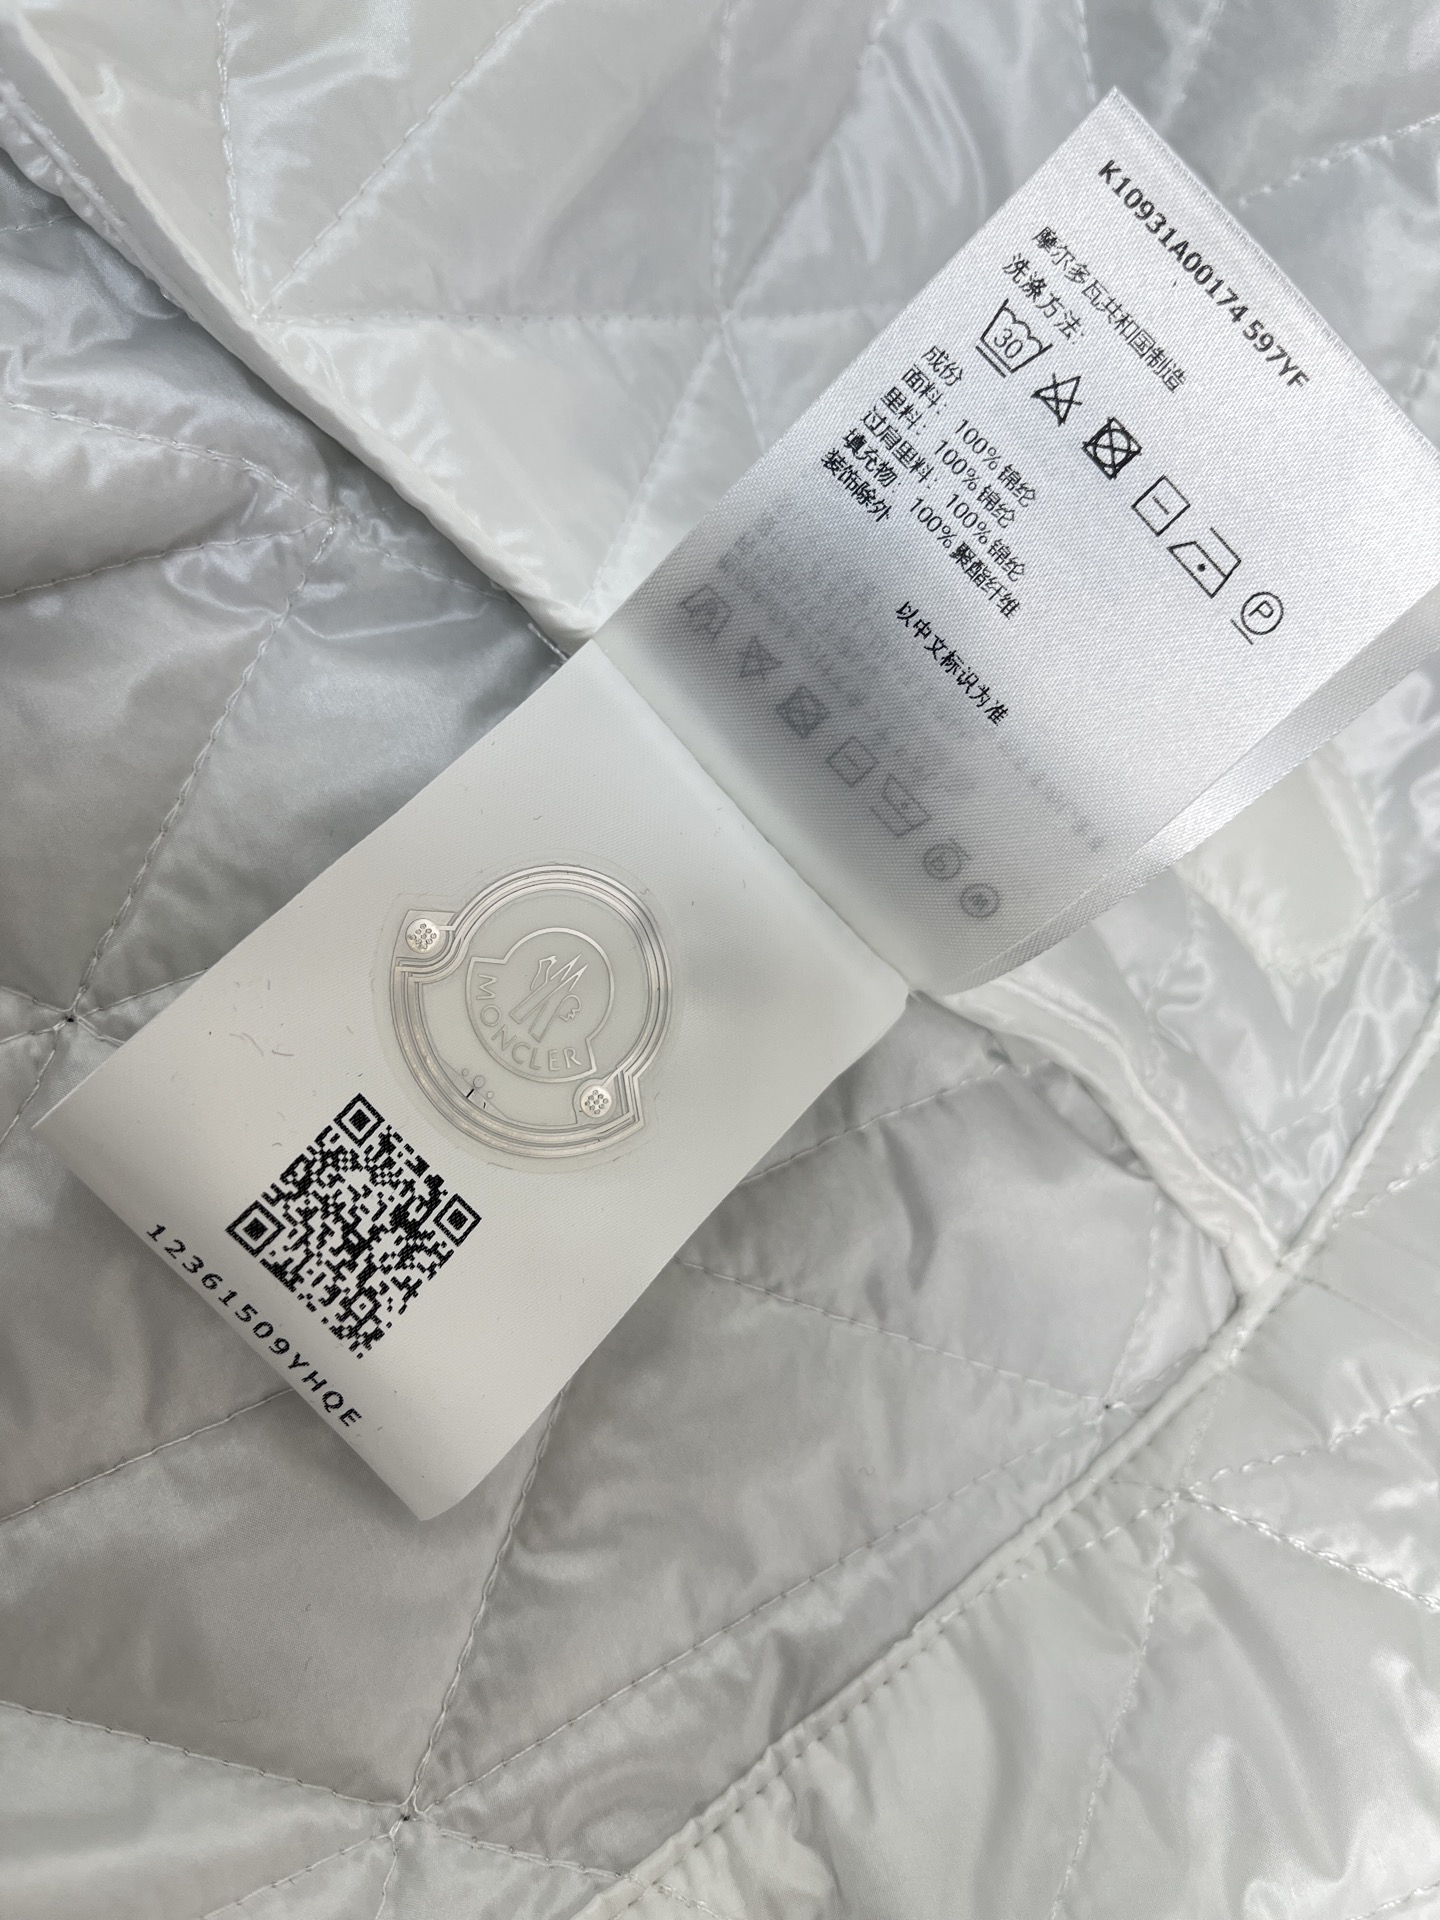 K10931A00174 597YF
摩尔多瓦共和国制造
洗涤方法:
30
P
成份
面料: 100% 锦纶
里料: 100% 锦纶
过肩里料: 100% 锦纶
填充物: 100% 聚酯纤维
装饰除外
以中文标识为准
MONCLER
12361509YHQE